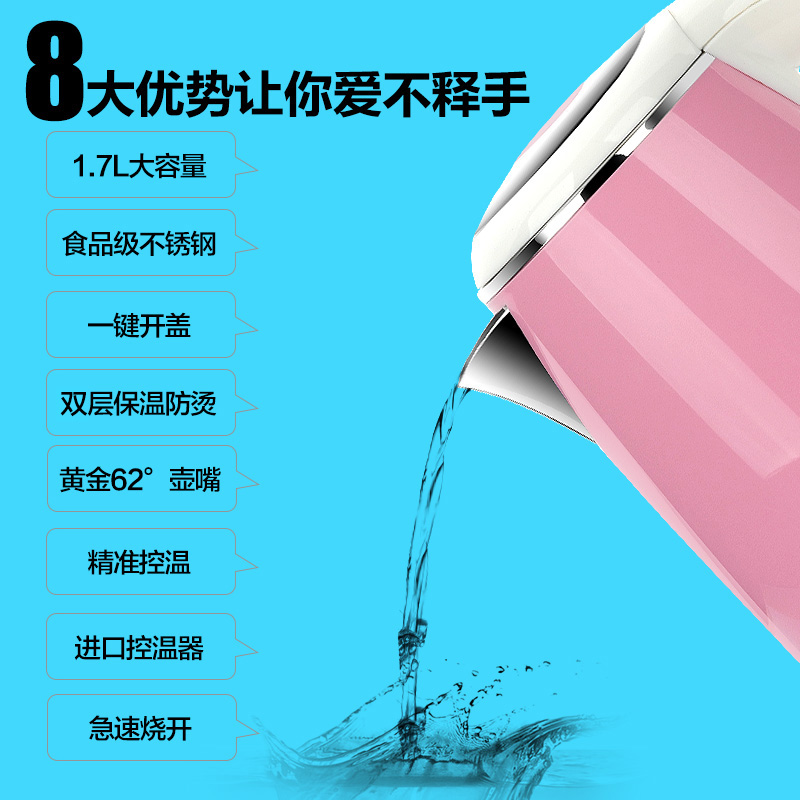 8大优势让你爱不释手
1.7L大容量
食品级不锈钢
一键开盖
双层保温防烫
黄金62°壶嘴
精准控温
进口控温器
急速烧开